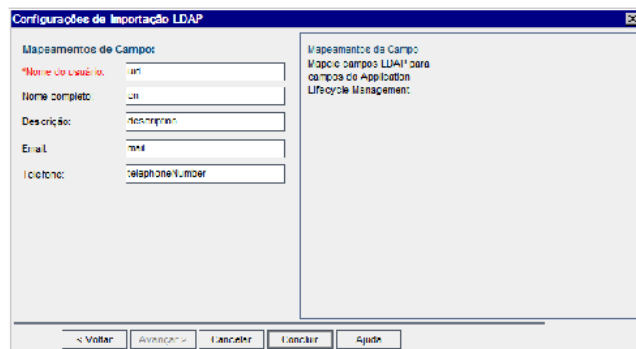 Configurações de Importação LDAP
Mapeamentos de Campo:
*Nome do usuário: uid
Nome completo cn
Descrição: description
Email: mail
Telefone: telephoneNumber
Mapeamentos de Campo
Mapeie campos LDAP para
campos do Application
Lifecycle Management
< Voltar Avançar > Cancelar Concluir Ajuda